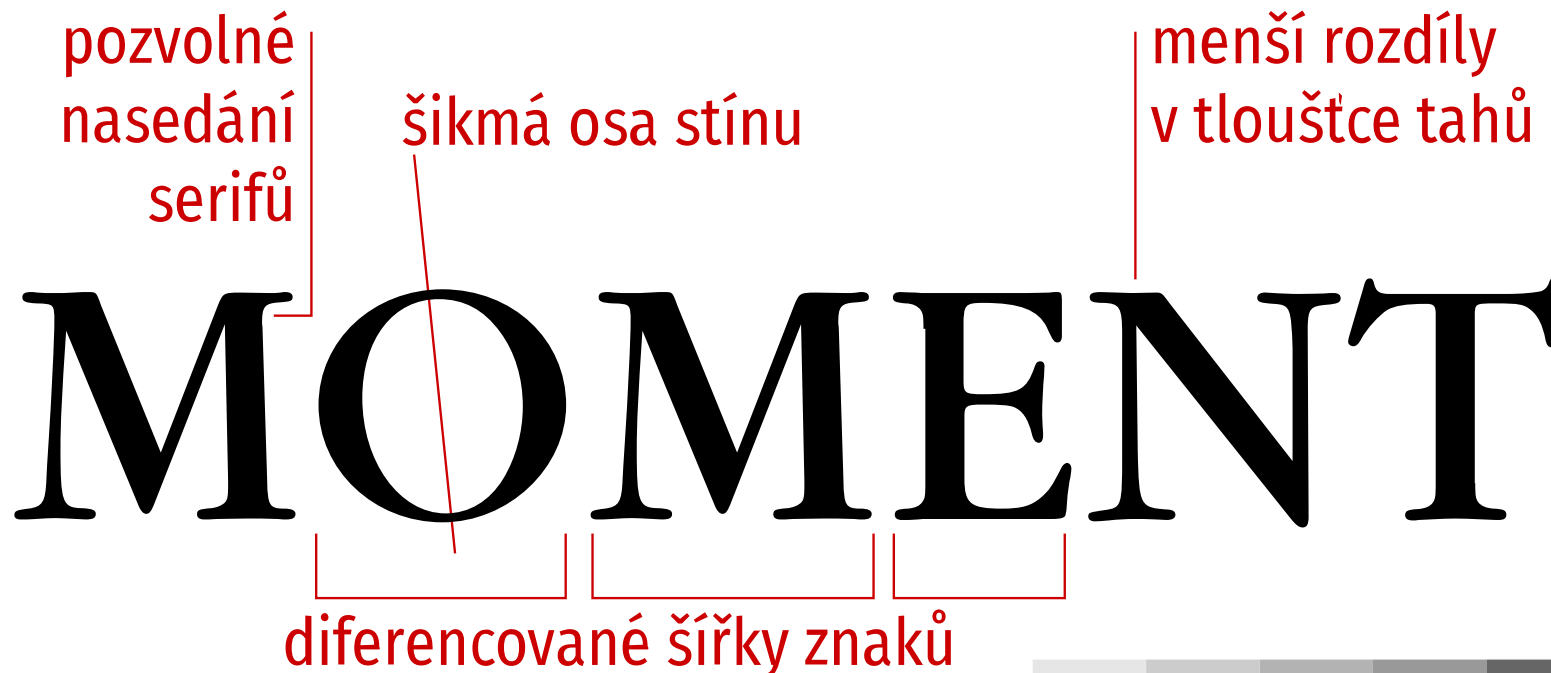 pozvolné
nasedání
serifů
šikmá osa stínu
menší rozdíly
v tloušťce tahů
MOMENT
diferencované šířky znaků